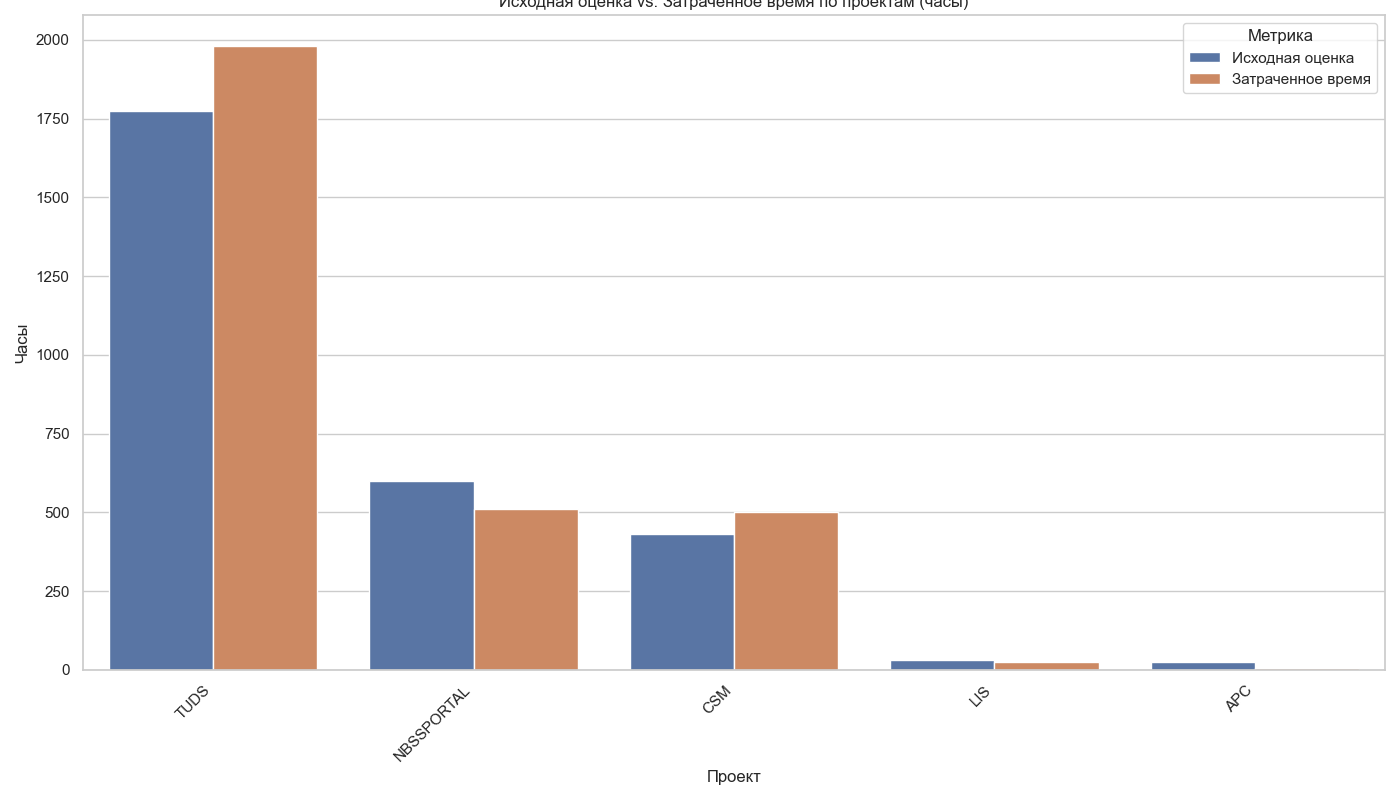 Исходная оценка vs. Затраченное время по проектам (часы)
Метрика
Исходная оценка
Затраченное время
Часы
2000
1750
1500
1250
1000
750
500
250
0
TUDS
NBSSPORTAL
CSM
LIS
APC
Проект